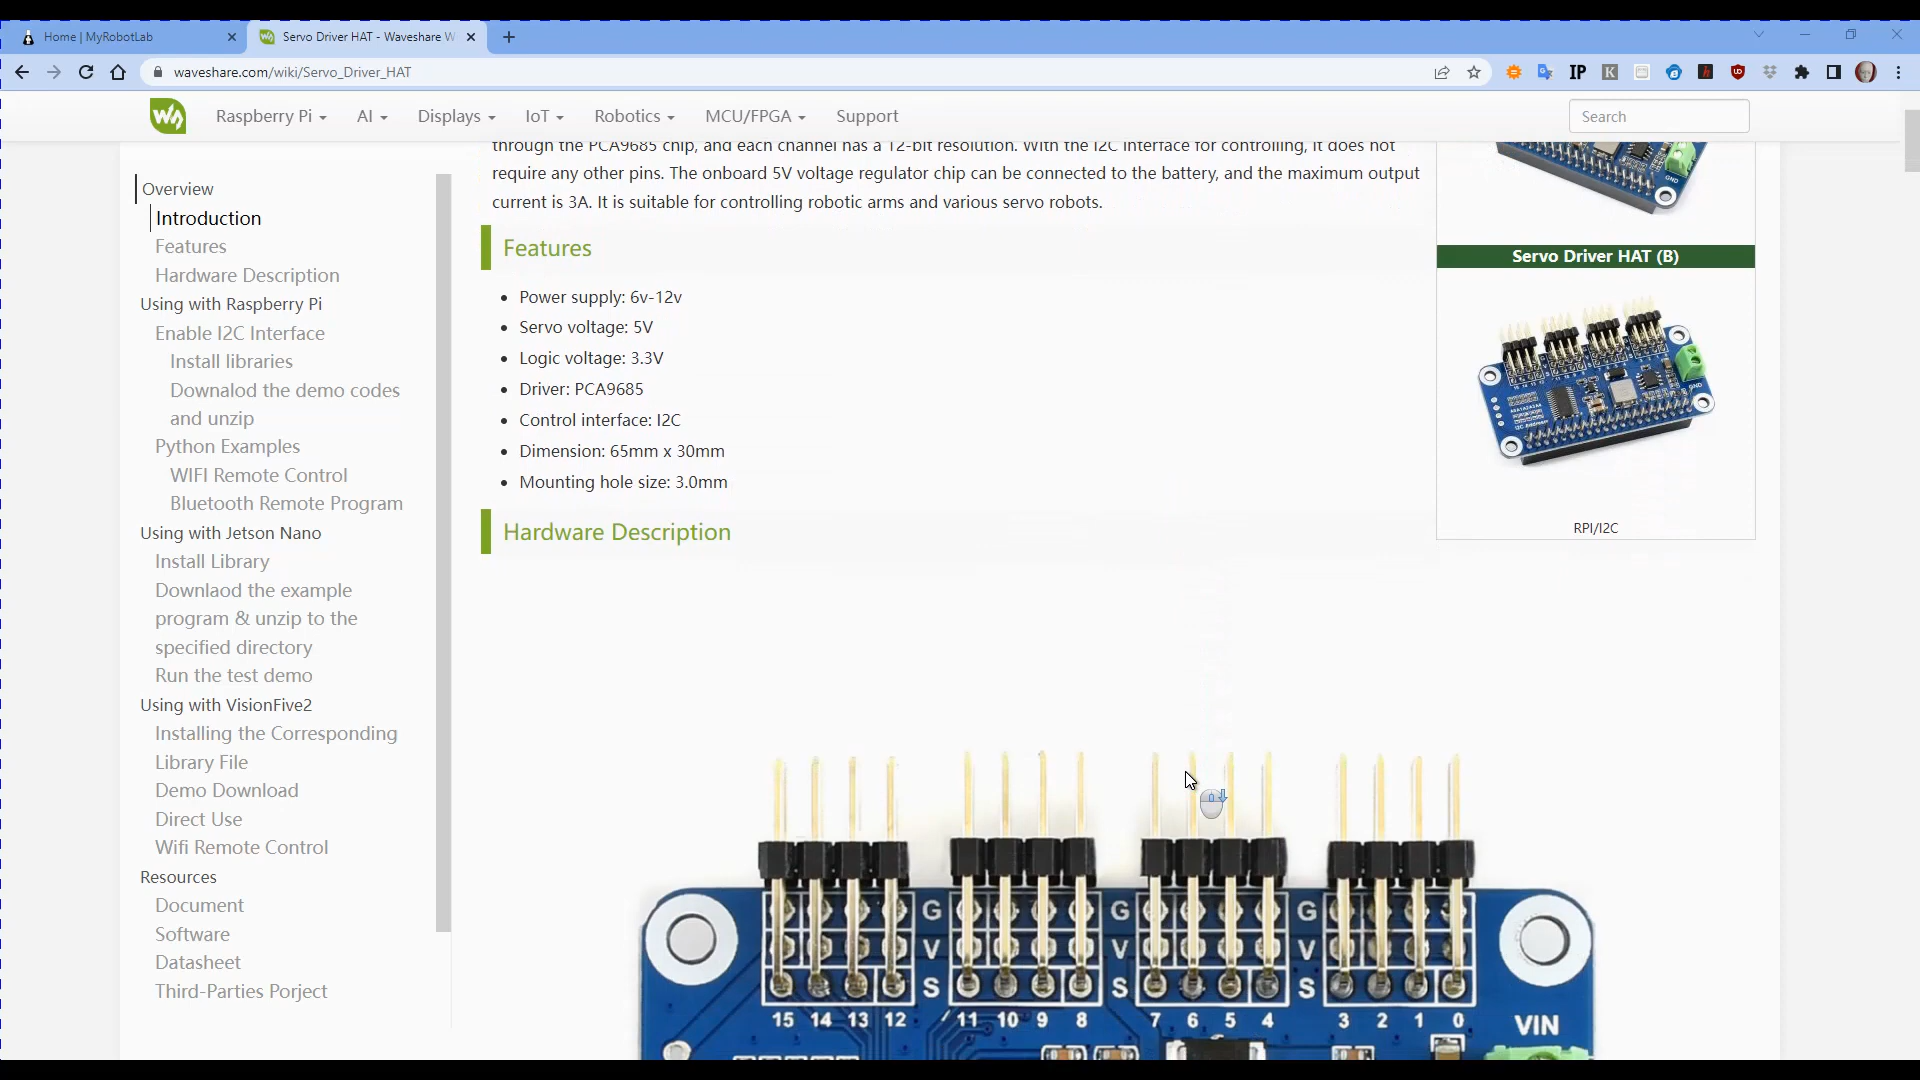 Home | MyRobotLab
Servo Driver HAT - Waveshare W
waveshare.com/wiki/Servo_Driver_HAT
IP
K
Raspberry Pi
AI
Displays
IoT
Robotics
MCU/FPGA
Support
Search
through the PCA9685 chip, and each channel has a 12-bit resolution. With the I2C interface for controlling, it does not
require any other pins. The onboard 5V voltage regulator chip can be connected to the battery, and the maximum output
current is 3A. It is suitable for controlling robotic arms and various servo robots.
Overview
Introduction
Features
Hardware Description
Using with Raspberry Pi
Enable I2C Interface
Install libraries
Downalod the demo codes
and unzip
Python Examples
WIFI Remote Control
Bluetooth Remote Program
Using with Jetson Nano
Install Library
Downlaod the example
program & unzip to the
specified directory
Run the test demo
Using with VisionFive2
Installing the Corresponding
Library File
Demo Download
Direct Use
Wifi Remote Control
Resources
Document
Software
Datasheet
Third-Parties Porject
Features
Power supply: 6v-12v
Servo voltage: 5V
Logic voltage: 3.3V
Driver: PCA9685
Control interface: I2C
Dimension: 65mm x 30mm
Mounting hole size: 3.0mm
Hardware Description
GND
Servo Driver HAT (B)
GND
RPI/I2C
G G G
V V V
S S S
15 14 13 12 11 10 9 8 7 6 5 4 3 2 1 0
VIN